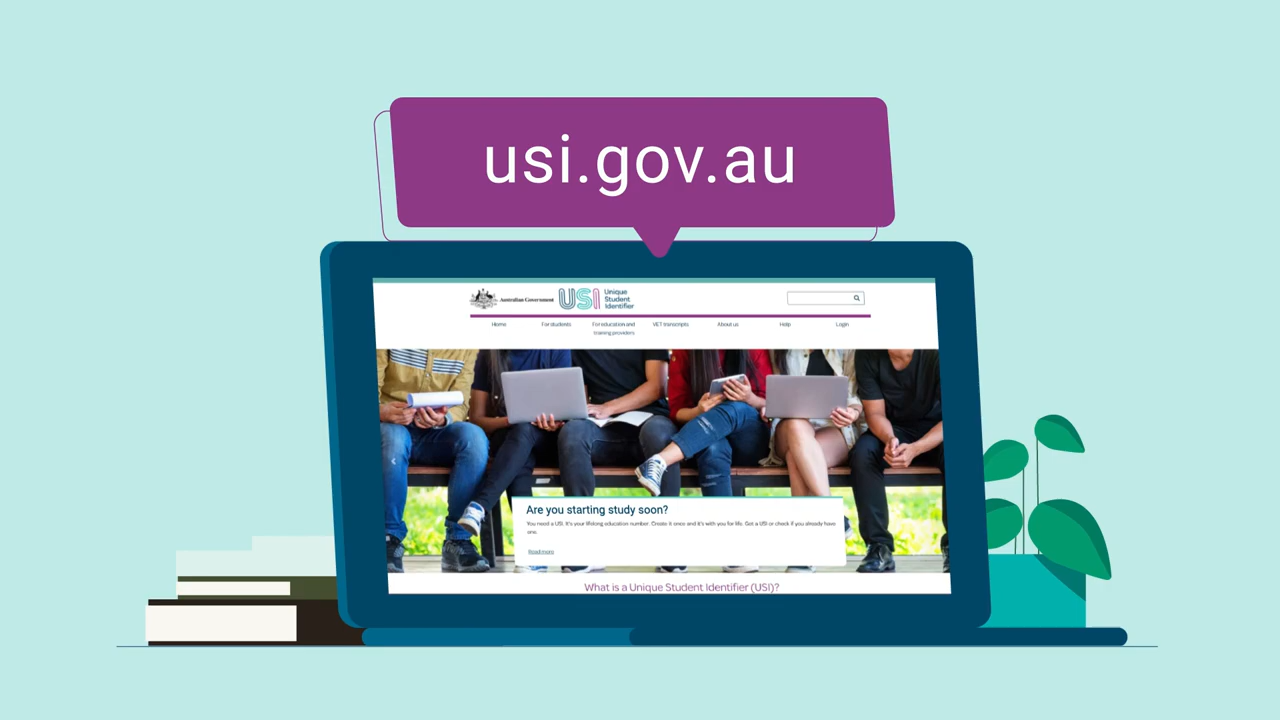 usi.gov.au
Australian Government
USI
Unique
Student
Identifier
Home
For students
For education and
training providers
VET transcripts
About us
Help
Login
Are you starting study soon?
You need a USI. It's your lifelong education number. Create it once and it's with you for life. Get a USI or check if you already have
one.
Read more
What is a Unique Student Identifier (USI)?